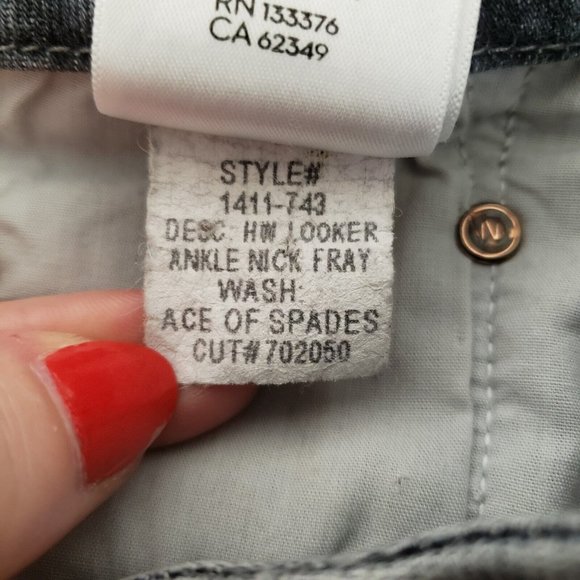 RN 133376
CA 62349
STYLE#
1411-743
DESC HW LOOKER
ANKLE NICK FRAY
WASH
ACE OF SPADES
CUT# 702050
N